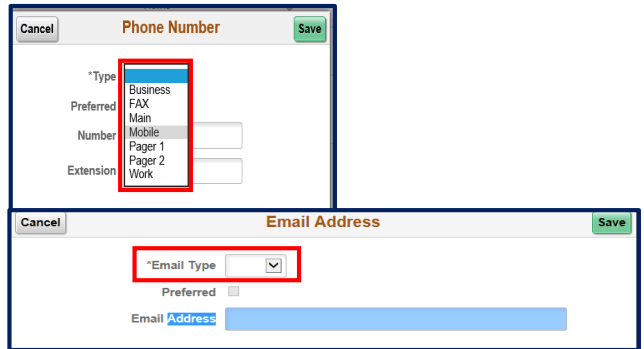 Cancel Phone Number Save
*Type
Business
Preferred FAX
Main
Number Mobile
Pager 1
Pager 2
Extension Work
Cancel Email Address Save
*Email Type
Preferred
Email Address